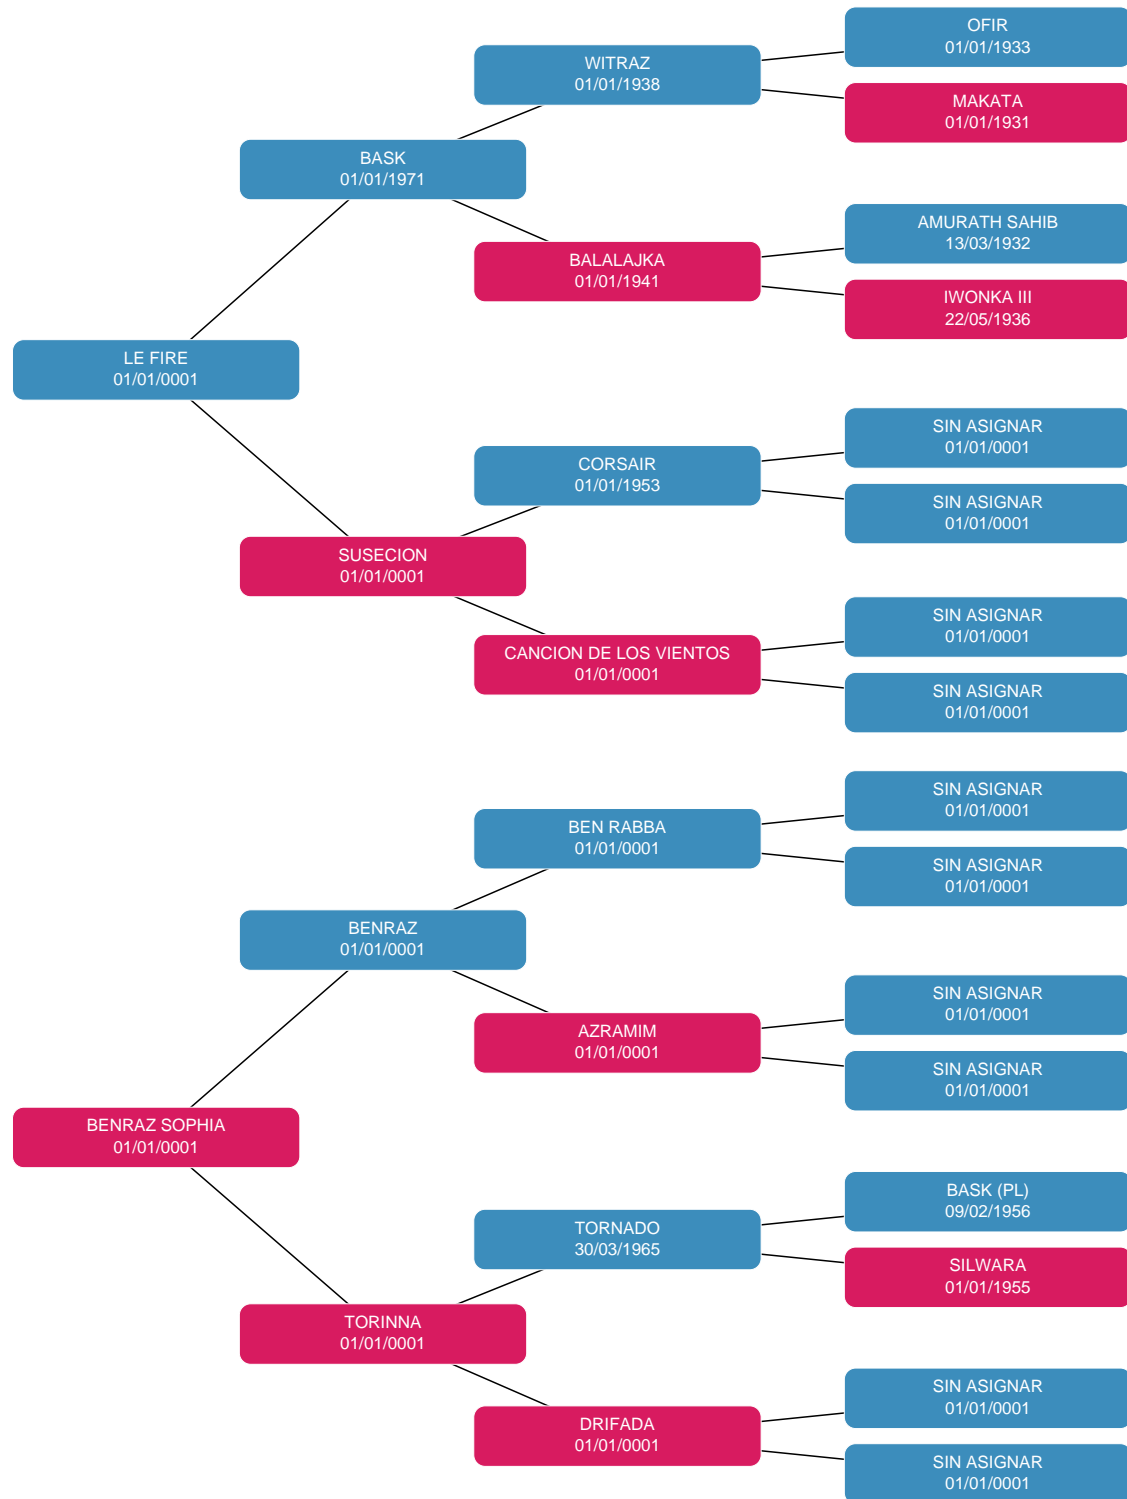 OFIR
01/01/1933
WITRAZ
01/01/1938
MAKATA
01/01/1931
BASK
01/01/1971
AMURATH SAHIB
13/03/1932
BALALAJKA
01/01/1941
IWONKA III
22/05/1936
LE FIRE
01/01/0001
SIN ASIGNAR
01/01/0001
CORSAIR
01/01/1953
SIN ASIGNAR
01/01/0001
SUSECION
01/01/0001
SIN ASIGNAR
01/01/0001
CANCION DE LOS VIENTOS
01/01/0001
SIN ASIGNAR
01/01/0001
SIN ASIGNAR
01/01/0001
BEN RABBA
01/01/0001
SIN ASIGNAR
01/01/0001
BENRAZ
01/01/0001
SIN ASIGNAR
01/01/0001
AZRAMIM
01/01/0001
SIN ASIGNAR
01/01/0001
BENRAZ SOPHIA
01/01/0001
BASK (PL)
09/02/1956
TORNADO
30/03/1965
SILWARA
01/01/1955
TORINNA
01/01/0001
SIN ASIGNAR
01/01/0001
DRIFADA
01/01/0001
SIN ASIGNAR
01/01/0001